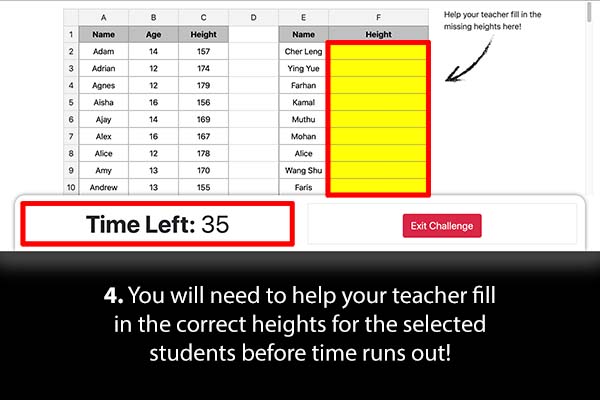 A B C D E F
Help your teacher fill in the
missing heights here!
1 Name Age Height Name Height
2 Adam 14 157 Cher Leng
3 Adrian 12 174 Ying Yue
4 Agnes 12 179 Farhan
5 Aisha 16 156 Kamal
6 Ajay 14 169 Muthu
7 Alex 16 167 Mohan
8 Alice 12 178 Alice
9 Amy 13 170 Wang Shu
10 Andrew 13 155 Faris
Time Left: 35
Exit Challenge
4. You will need to help your teacher fill
in the correct heights for the selected
students before time runs out!